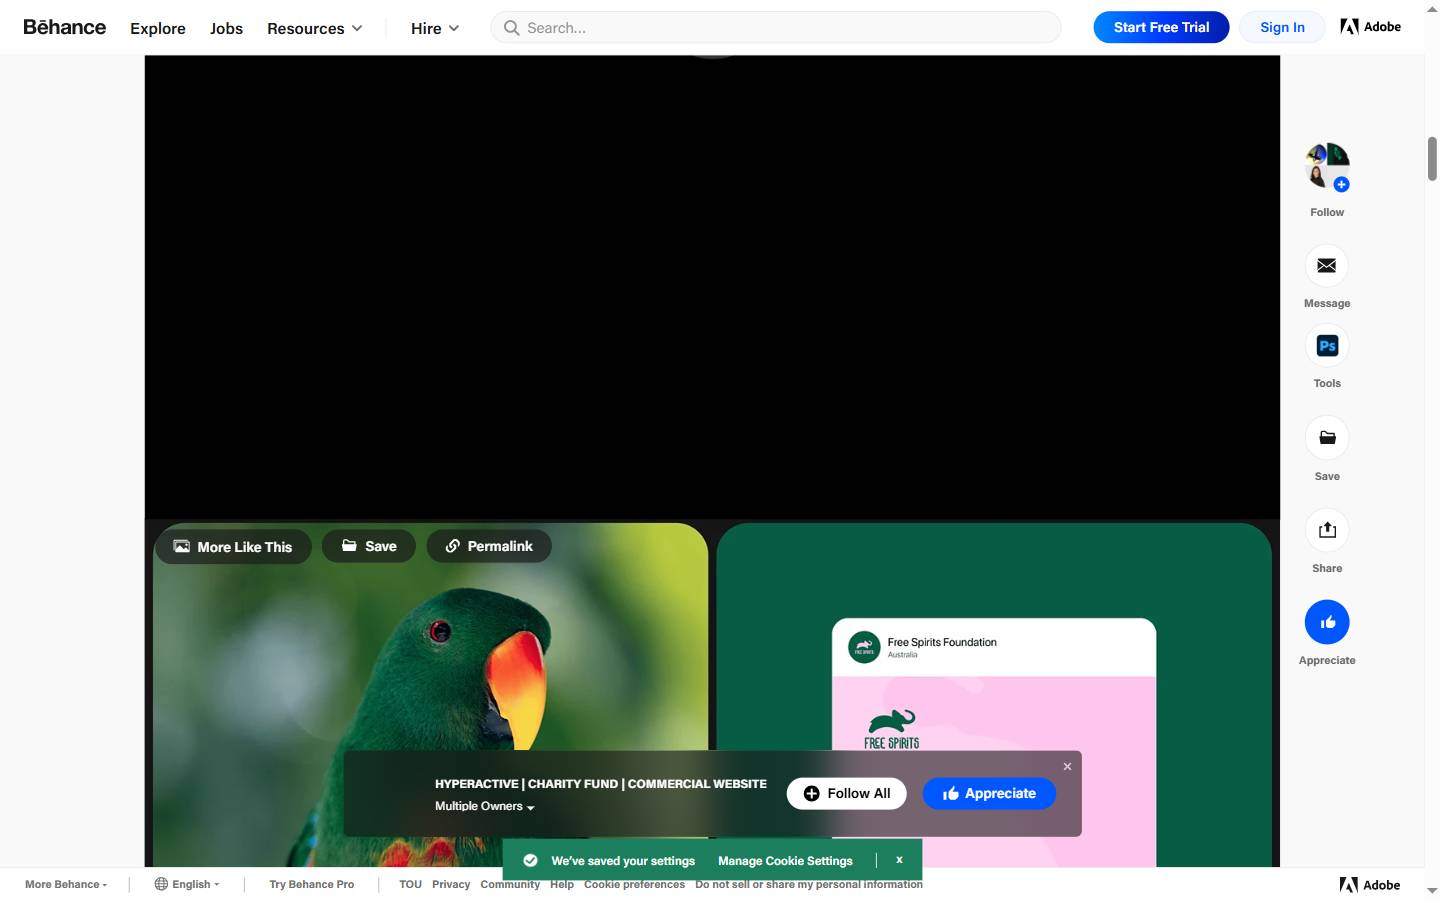 Bēhance
Explore
Jobs
Resources
Hire
Search...
Start Free Trial
Sign In
Adobe
Follow
Message
Ps
Tools
Save
Share
Appreciate
More Like This
Save
Permalink
Free Spirits Foundation
Australia
FREE SPIRITS
FREE SPIRITS
HYPERACTIVE | CHARITY FUND | COMMERCIAL WEBSITE
Multiple Owners
Follow All
Appreciate
We've saved your settings
Manage Cookie Settings
x
More Behance
English
Try Behance Pro
TOU
Privacy
Community
Help
Cookie preferences
Do not sell or share my personal information
Adobe